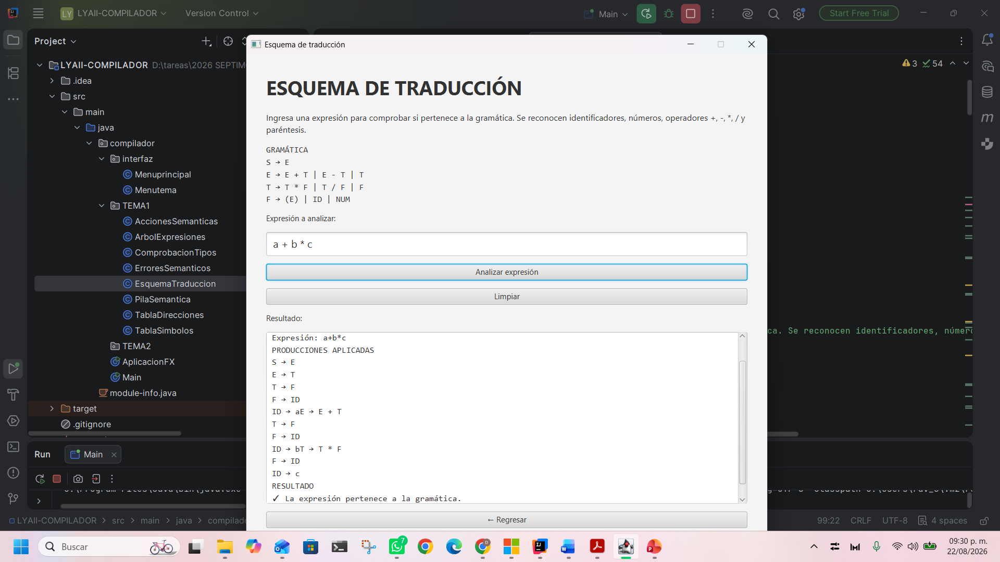 LY LYAII-COMPILADOR Version Control Main Start Free Trial
Project
LYAII-COMPILADOR D:\tareas\2026 SEPTIM
.idea
src
main
java
compilador
interfaz
Menuprincipal
Menutema
TEMA1
AccionesSemanticas
ArbolExpresiones
ComprobacionTipos
ErroresSemanticos
EsquemaTraduccion
PilaSemantica
TablaDirecciones
TablaSimbolos
TEMA2
AplicacionFX
Main
module-info.java
target
.gitignore
3 54
Esquema de traducción
ESQUEMA DE TRADUCCIÓN
Ingresa una expresión para comprobar si pertenece a la gramática. Se reconocen identificadores, números, operadores +, -, *, / y
paréntesis.
GRAMÁTICA
S → E
E → E + T | E - T | T
T → T * F | T / F | F
F → (E) | ID | NUM
Expresión a analizar:
a + b * c
Analizar expresión
Limpiar
Resultado:
Expresión: a+b*c
PRODUCCIONES APLICADAS
S → E
E → T
T → F
F → ID
ID → aE → E + T
T → F
F → ID
ID → bT → T * F
F → ID
ID → c
RESULTADO
✓ La expresión pertenece a la gramática.
← Regresar
ca. Se reconocen identificadores, númer
Run Main
LYAII-COMPILADOR > src > main > java > compilado
99:22 CRLF UTF-8 4 spaces
Buscar
7
09:30 p. m.
22/08/2026